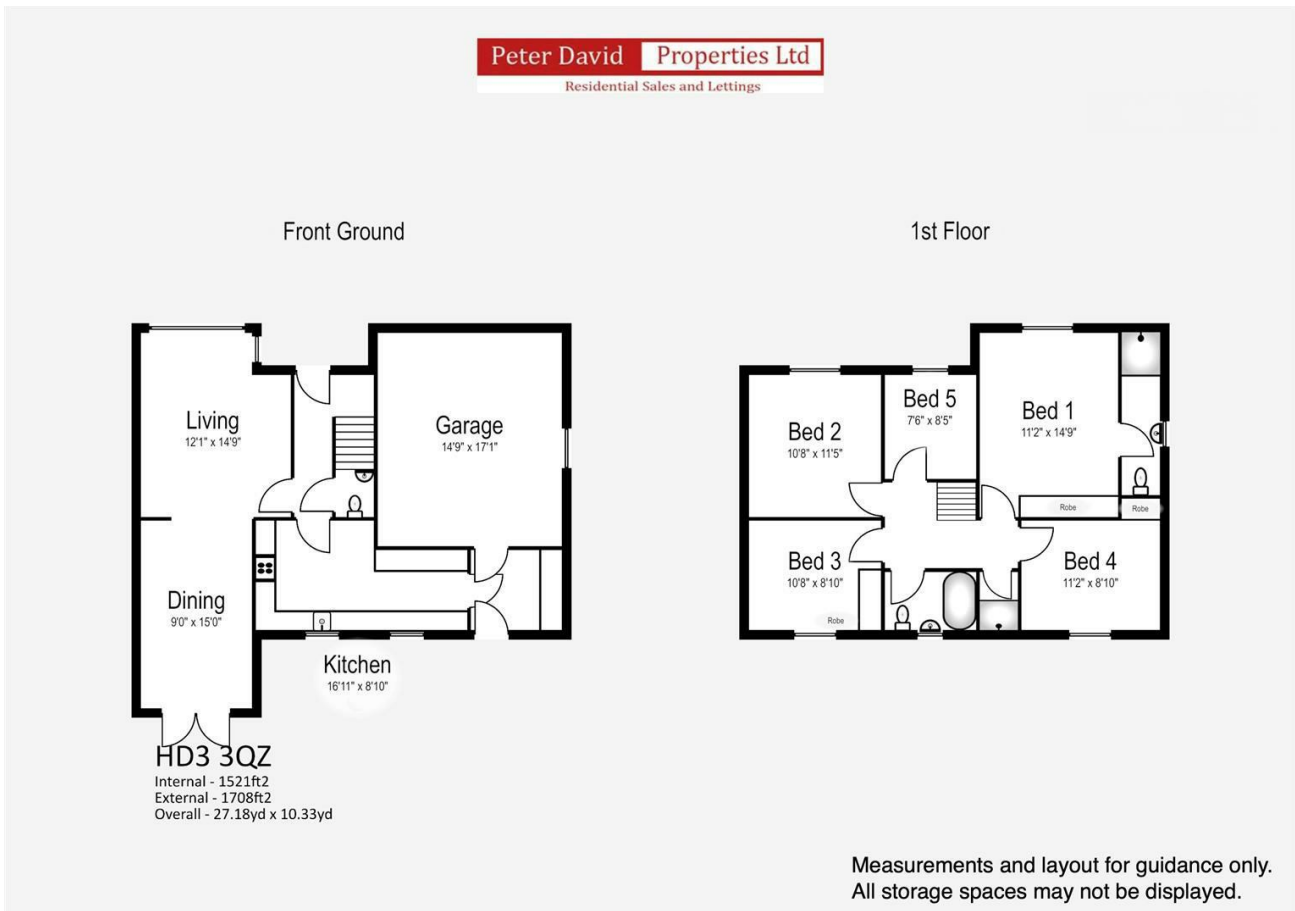 Peter David Properties Ltd
Residential Sales and Lettings
Front Ground
1st Floor
Living
12'1" x 14'9"
Garage
14'9" x 17'1"
Dining
9'0" x 15'0"
Kitchen
16'11" x 8'10"
Bed 2
10'8" x 11'5"
Bed 5
7'6" x 8'5"
Bed 1
11'2" x 14'9"
Robe
Robe
Bed 3
10'8" x 8'10"
Robe
Bed 4
11'2" x 8'10"
HD3 3QZ
Internal - 1521ft2
External - 1708ft2
Overall - 27.18yd x 10.33yd
Measurements and layout for guidance only.
All storage spaces may not be displayed.